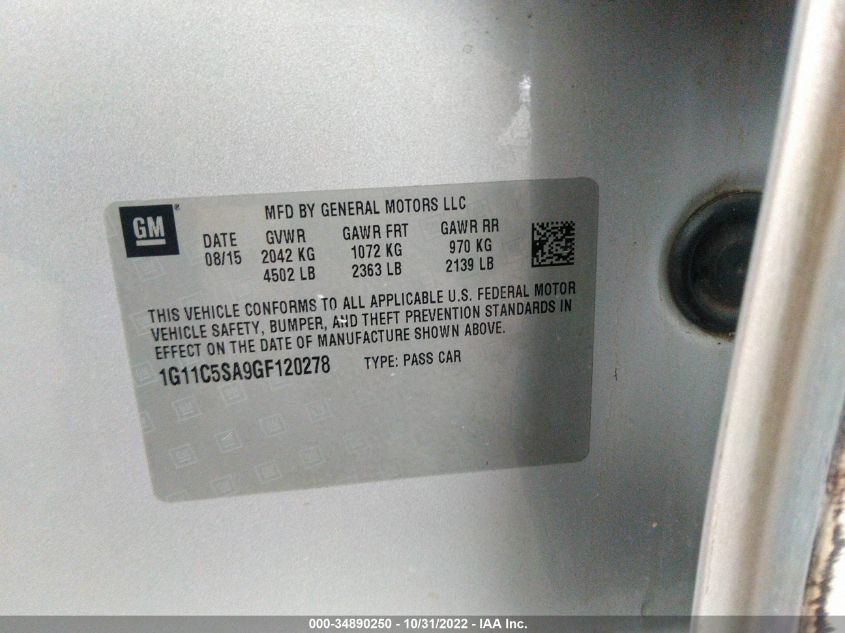 MFD BY GENERAL MOTORS LLC
GM®
DATE GVWR GAWR FRT GAWR RR
08/15 2042 KG 1072 KG 970 KG
4502 LB 2363 LB 2139 LB
THIS VEHICLE CONFORMS TO ALL APPLICABLE U.S. FEDERAL MOTOR
VEHICLE SAFETY, BUMPER, AND THEFT PREVENTION STANDARDS IN
EFFECT ON THE DATE OF MANUFACTURE SHOWN ABOVE.
1G11C5SA9GF120278 TYPE: PASS CAR
000-34890250 - 10/31/2022 - IAA Inc.